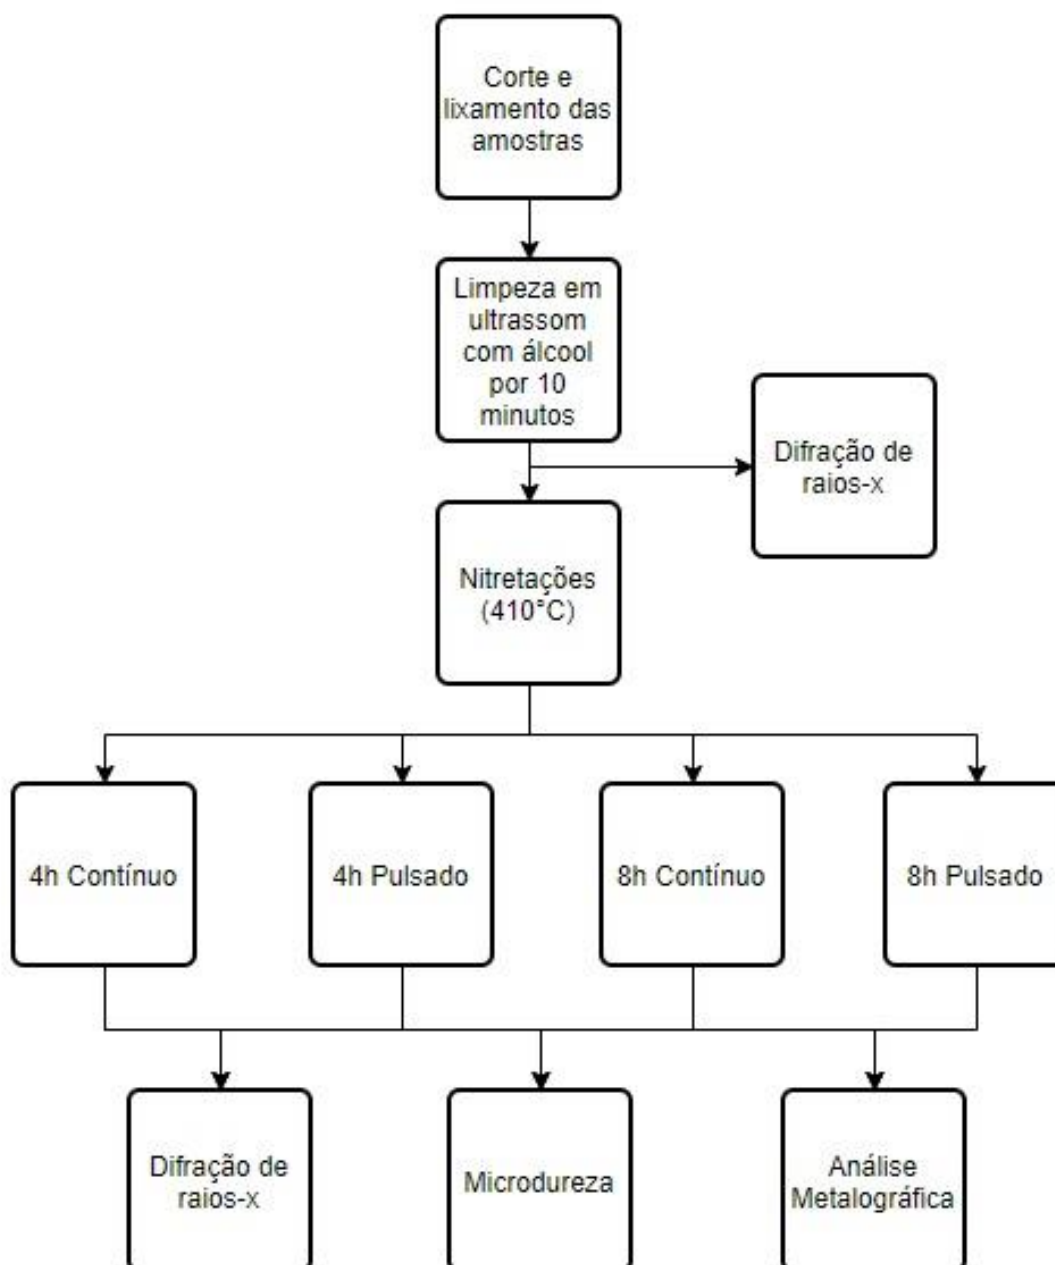 Corte e
lixamento das
amostras
Limpeza em
ultrassom
com álcool
por 10
minutos
Difração de
raios-x
Nitretações
(410°C)
4h Contínuo
4h Pulsado
8h Contínuo
8h Pulsado
Difração de
raios-x
Microdureza
Análise
Metalográfica